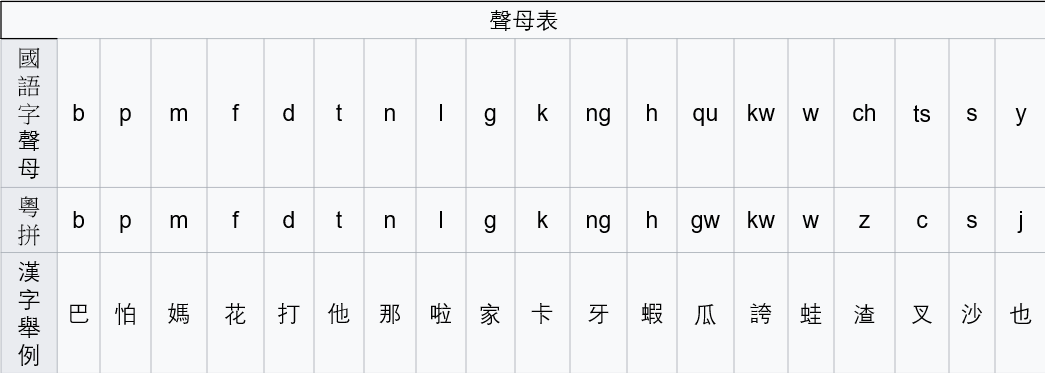 聲母表
國語字聲母 b p m f d t n l g k ng h qu kw w ch ts s y
粵拼 b p m f d t n l g k ng h gw kw w z c s j
漢字舉例 巴 怕 媽 花 打 他 那 啦 家 卡 牙 蝦 瓜 誇 蛙 渣 叉 沙 也